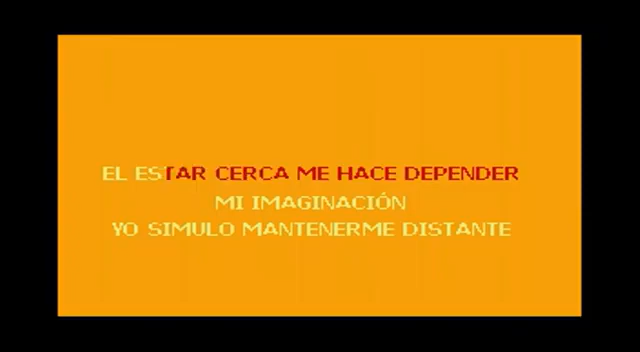 EL ESTAR CERCA ME HACE DEPENDER
MI IMAGINACIÓN
YO SIMULO MANTENERME DISTANTE